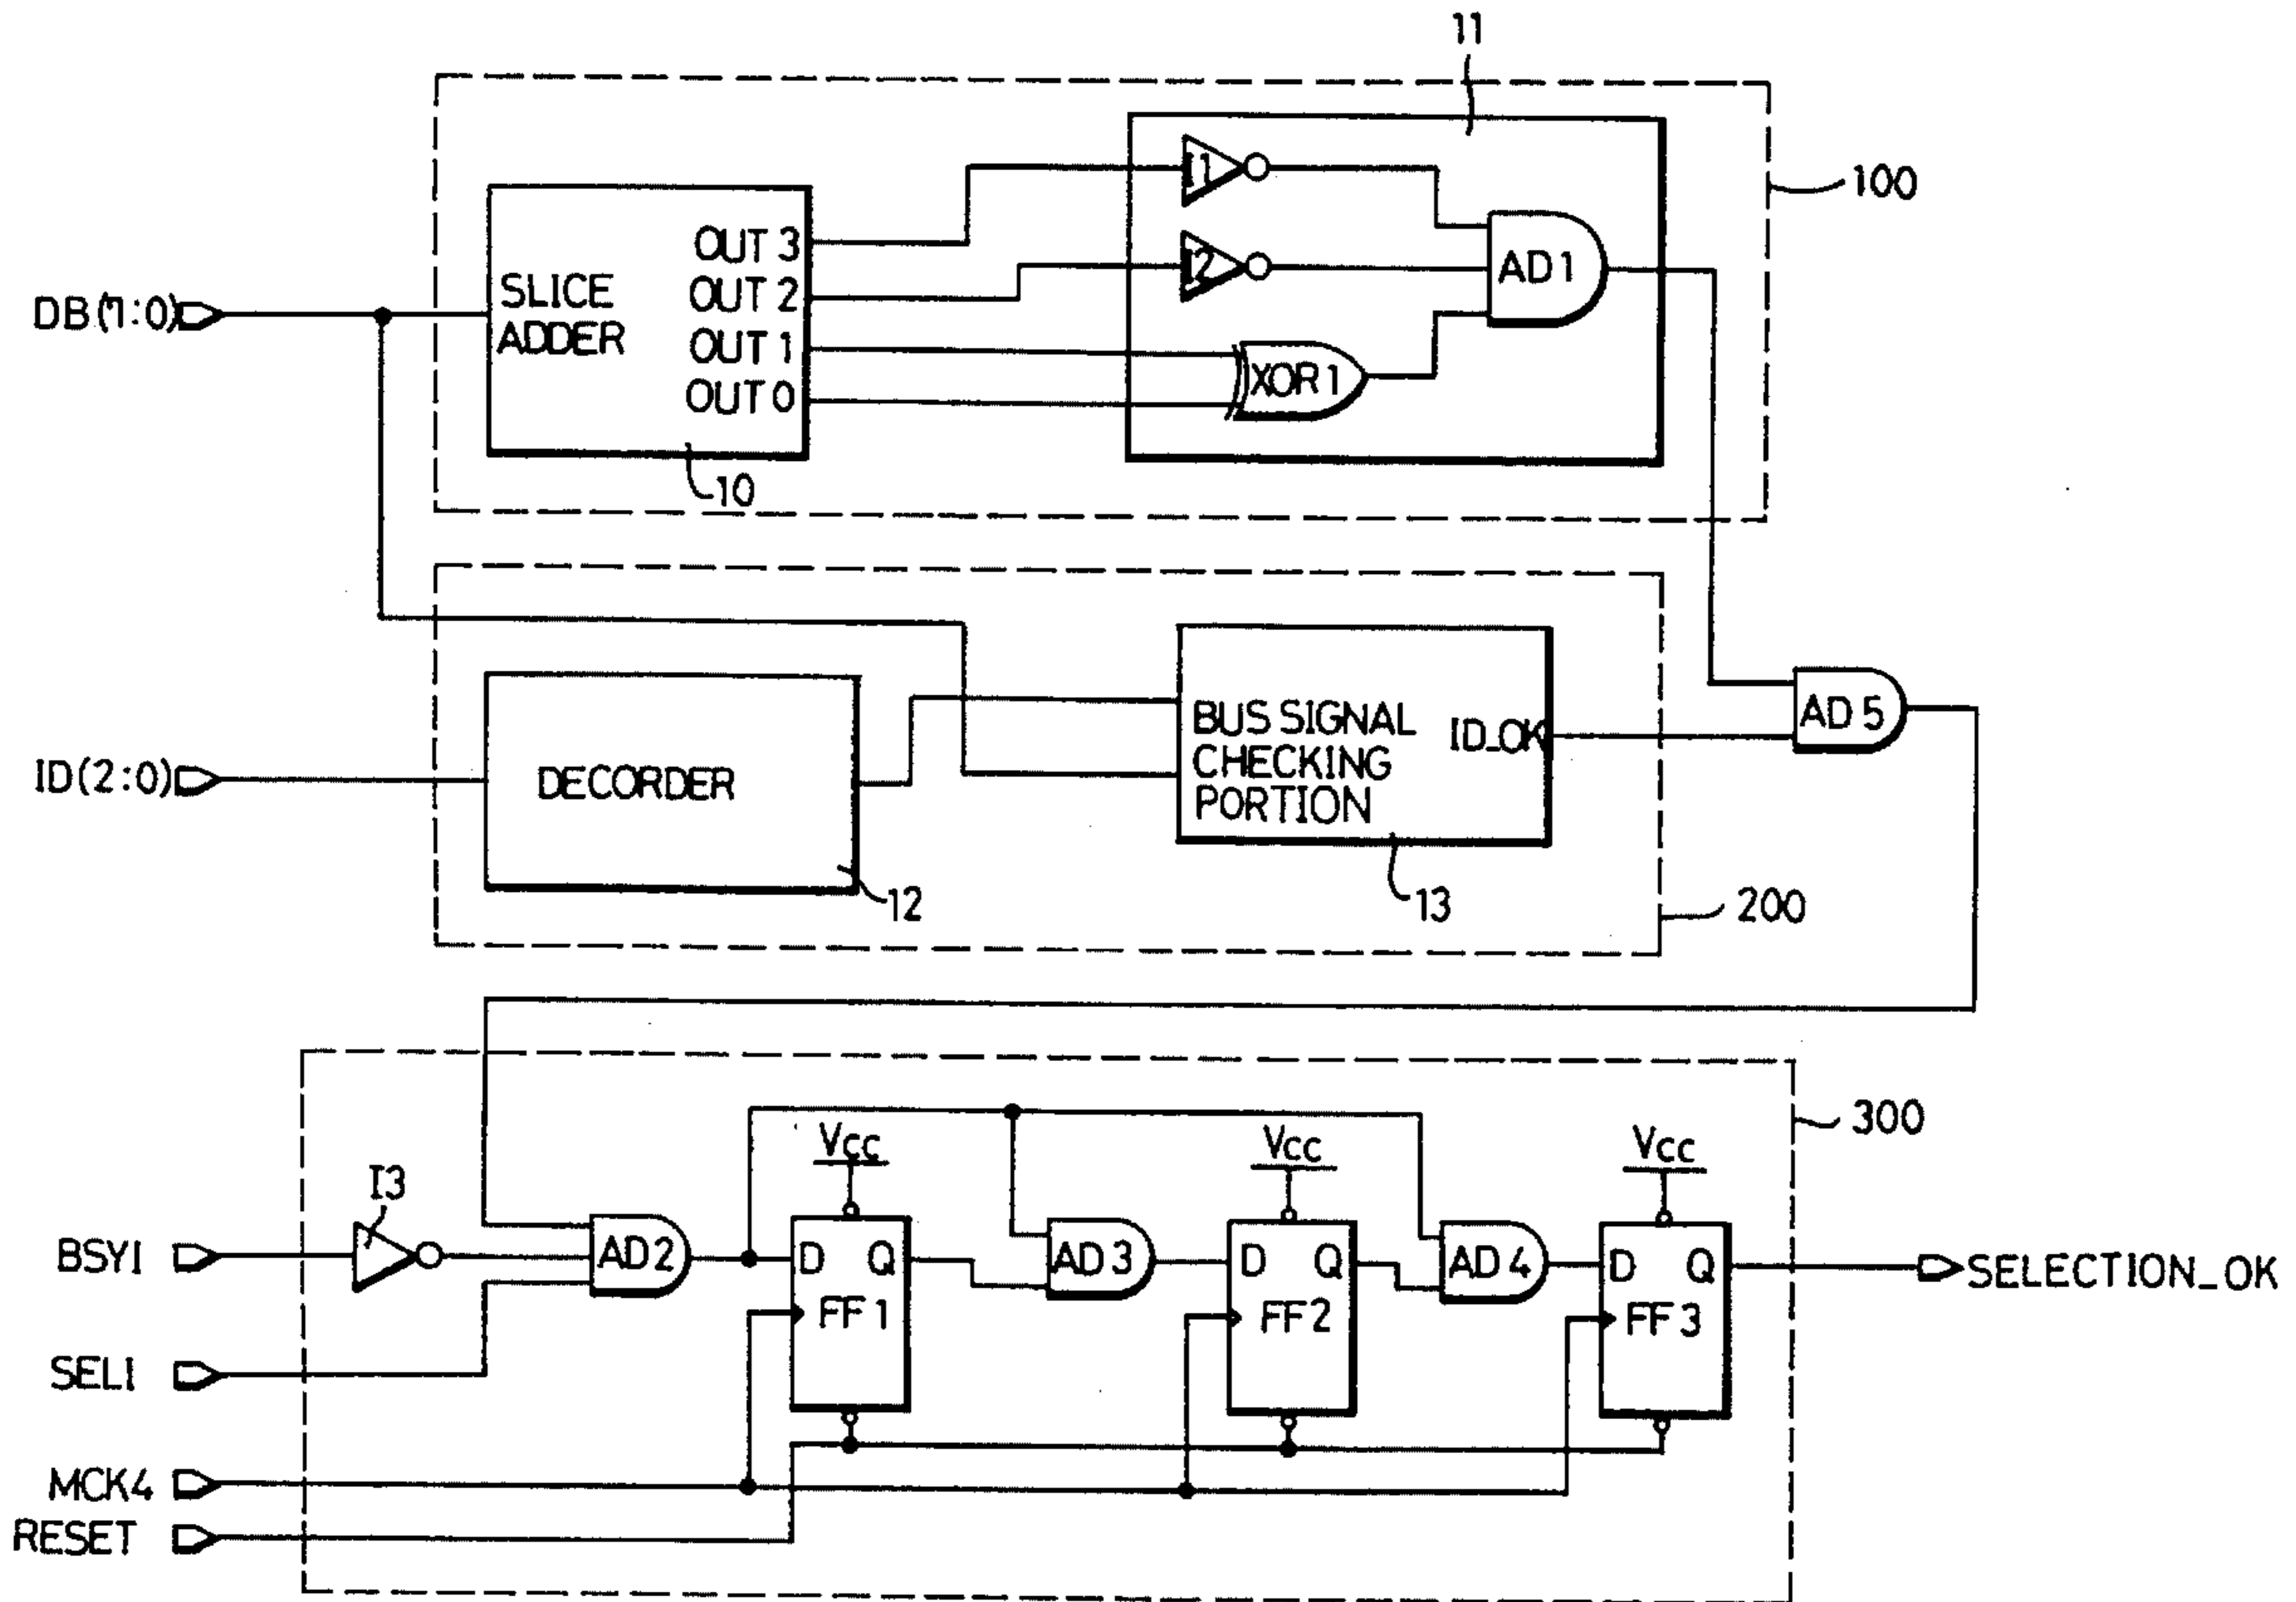 11
100
I1
OUT 3
I2
AD1
SLICE
ADDER
OUT 2
DB(7:0)
OUT 1
OUT 0
XOR1
10
AD5
BUS SIGNAL
CHECKING
PORTION
ID_OK
ID(2:0)
DECORDER
12
13
200
300
Vcc
Vcc
Vcc
I3
BSYI
AD2
D
Q
FF1
AD3
D
Q
FF2
AD4
D
Q
FF3
SELECTION_OK
SELI
MCK4
RESET